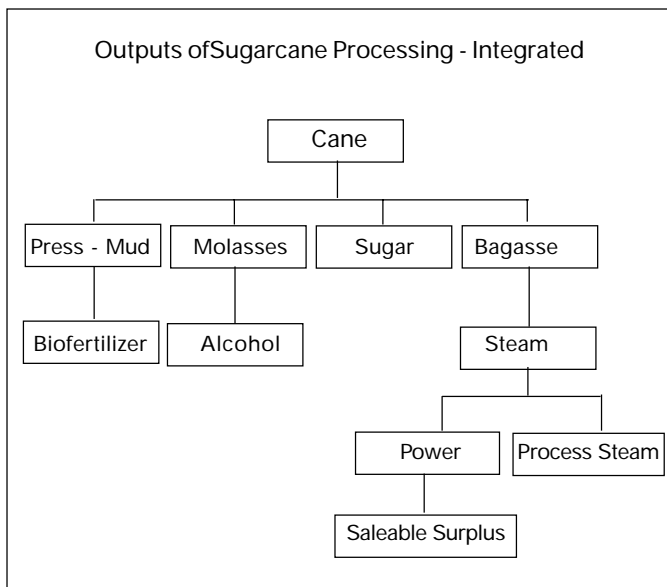 Outputs ofSugarcane Processing - Integrated
Cane
Press - Mud
Molasses
Sugar
Bagasse
Biofertilizer
Alcohol
Steam
Power
Process Steam
Saleable Surplus